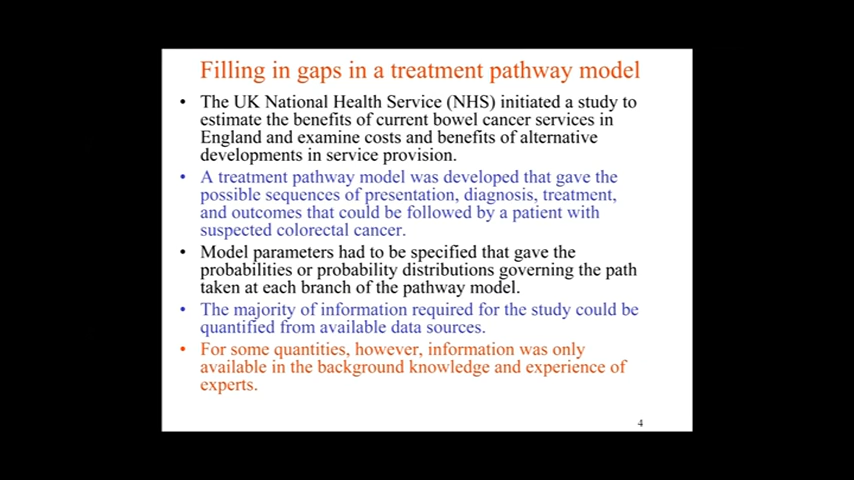 Filling in gaps in a treatment pathway model
• The UK National Health Service (NHS) initiated a study to
estimate the benefits of current bowel cancer services in
England and examine costs and benefits of alternative
developments in service provision.
• A treatment pathway model was developed that gave the
possible sequences of presentation, diagnosis, treatment,
and outcomes that could be followed by a patient with
suspected colorectal cancer.
• Model parameters had to be specified that gave the
probabilities or probability distributions governing the path
taken at each branch of the pathway model.
• The majority of information required for the study could be
quantified from available data sources.
• For some quantities, however, information was only
available in the background knowledge and experience of
experts.
4